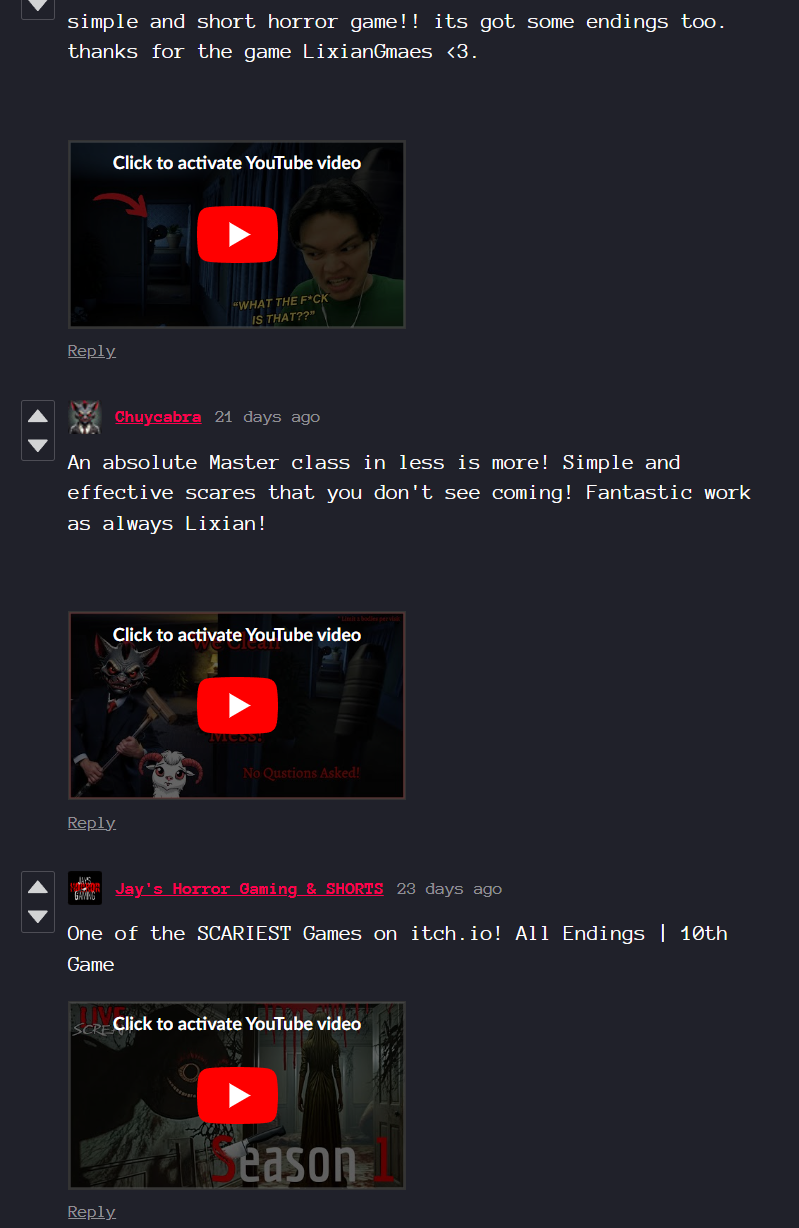 simple and short horror game!! its got some endings too.
thanks for the game LixianGmaes <3.
Click to activate YouTube video
“WHAT THE F*CK
IS THAT??”
Reply
Chuycabra 21 days ago
An absolute Master class in less is more! Simple and
effective scares that you don't see coming! Fantastic work
as always Lixian!
Click to activate YouTube video
We Clean
Mess!
No Qustions Asked!
Reply
JAY'S
HORROR
GAMING
Jay's Horror Gaming & SHORTS 23 days ago
One of the SCARIEST Games on itch.io! All Endings | 10th
Game
LIVE
Click to activate YouTube video
Season 1
Reply